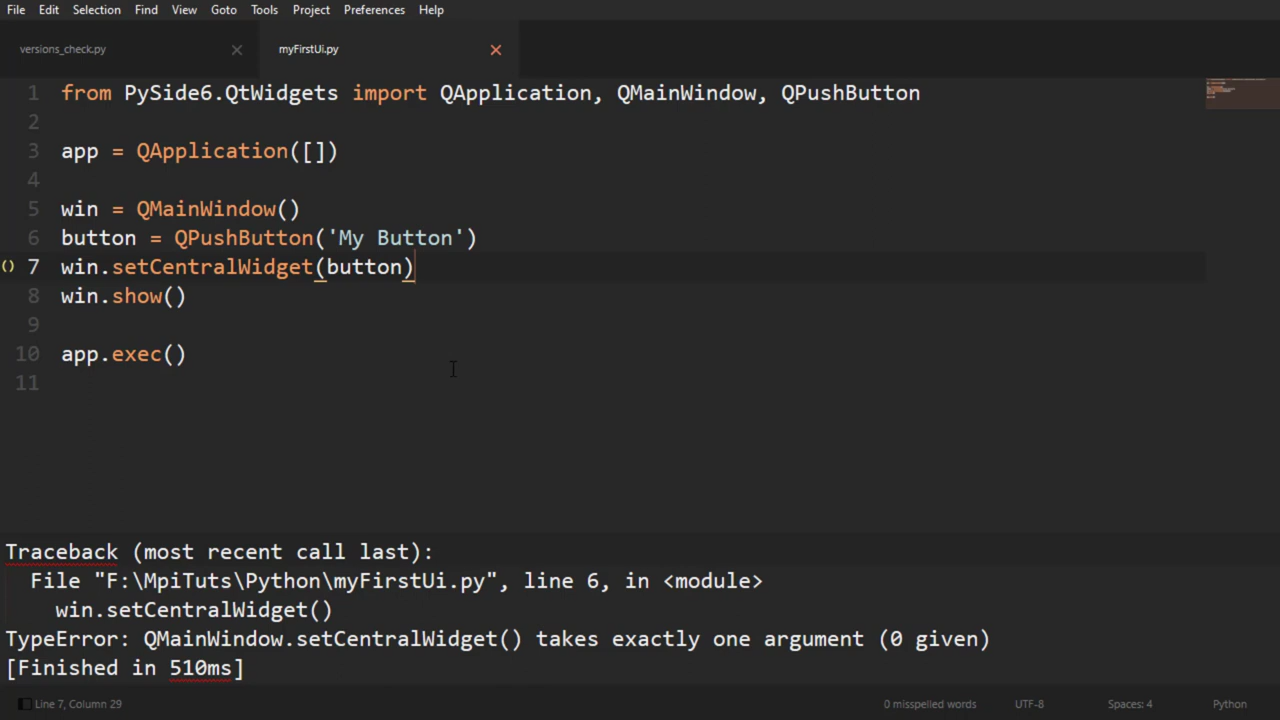 File Edit Selection Find View Goto Tools Project Preferences Help
versions_check.py myFirstUi.py
1 from PySide6.QtWidgets import QApplication, QMainWindow, QPushButton
2
3 app = QApplication([])
4
5 win = QMainWindow()
6 button = QPushButton('My Button')
() 7 win.setCentralWidget(button)
8 win.show()
9
10 app.exec()
11
Traceback (most recent call last):
File "F:\MpiTuts\Python\myFirstUi.py", line 6, in <module>
win.setCentralWidget()
TypeError: QMainWindow.setCentralWidget() takes exactly one argument (0 given)
[Finished in 510ms]
Line 7, Column 29 0 misspelled words UTF-8 Spaces: 4 Python